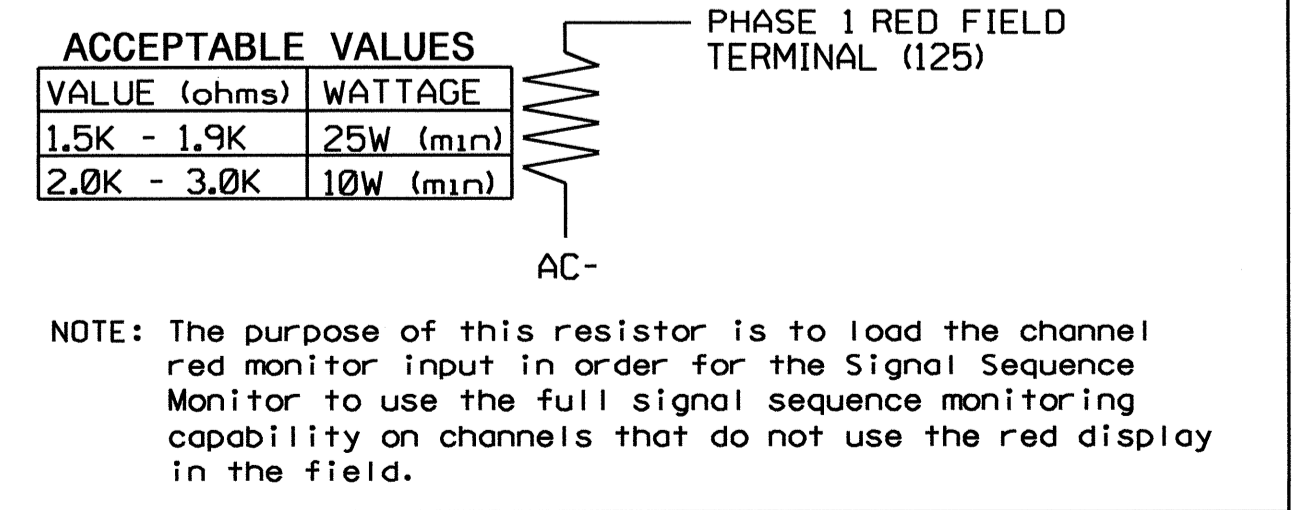 ACCEPTABLE VALUES
VALUE (ohms) WATTAGE
1.5K - 1.9K 25W (min)
2.0K - 3.0K 10W (min)
PHASE 1 RED FIELD
TERMINAL (125)
AC-
NOTE: The purpose of this resistor is to load the channel
red monitor input in order for the Signal Sequence
Monitor to use the full signal sequence monitoring
capability on channels that do not use the red display
in the field.